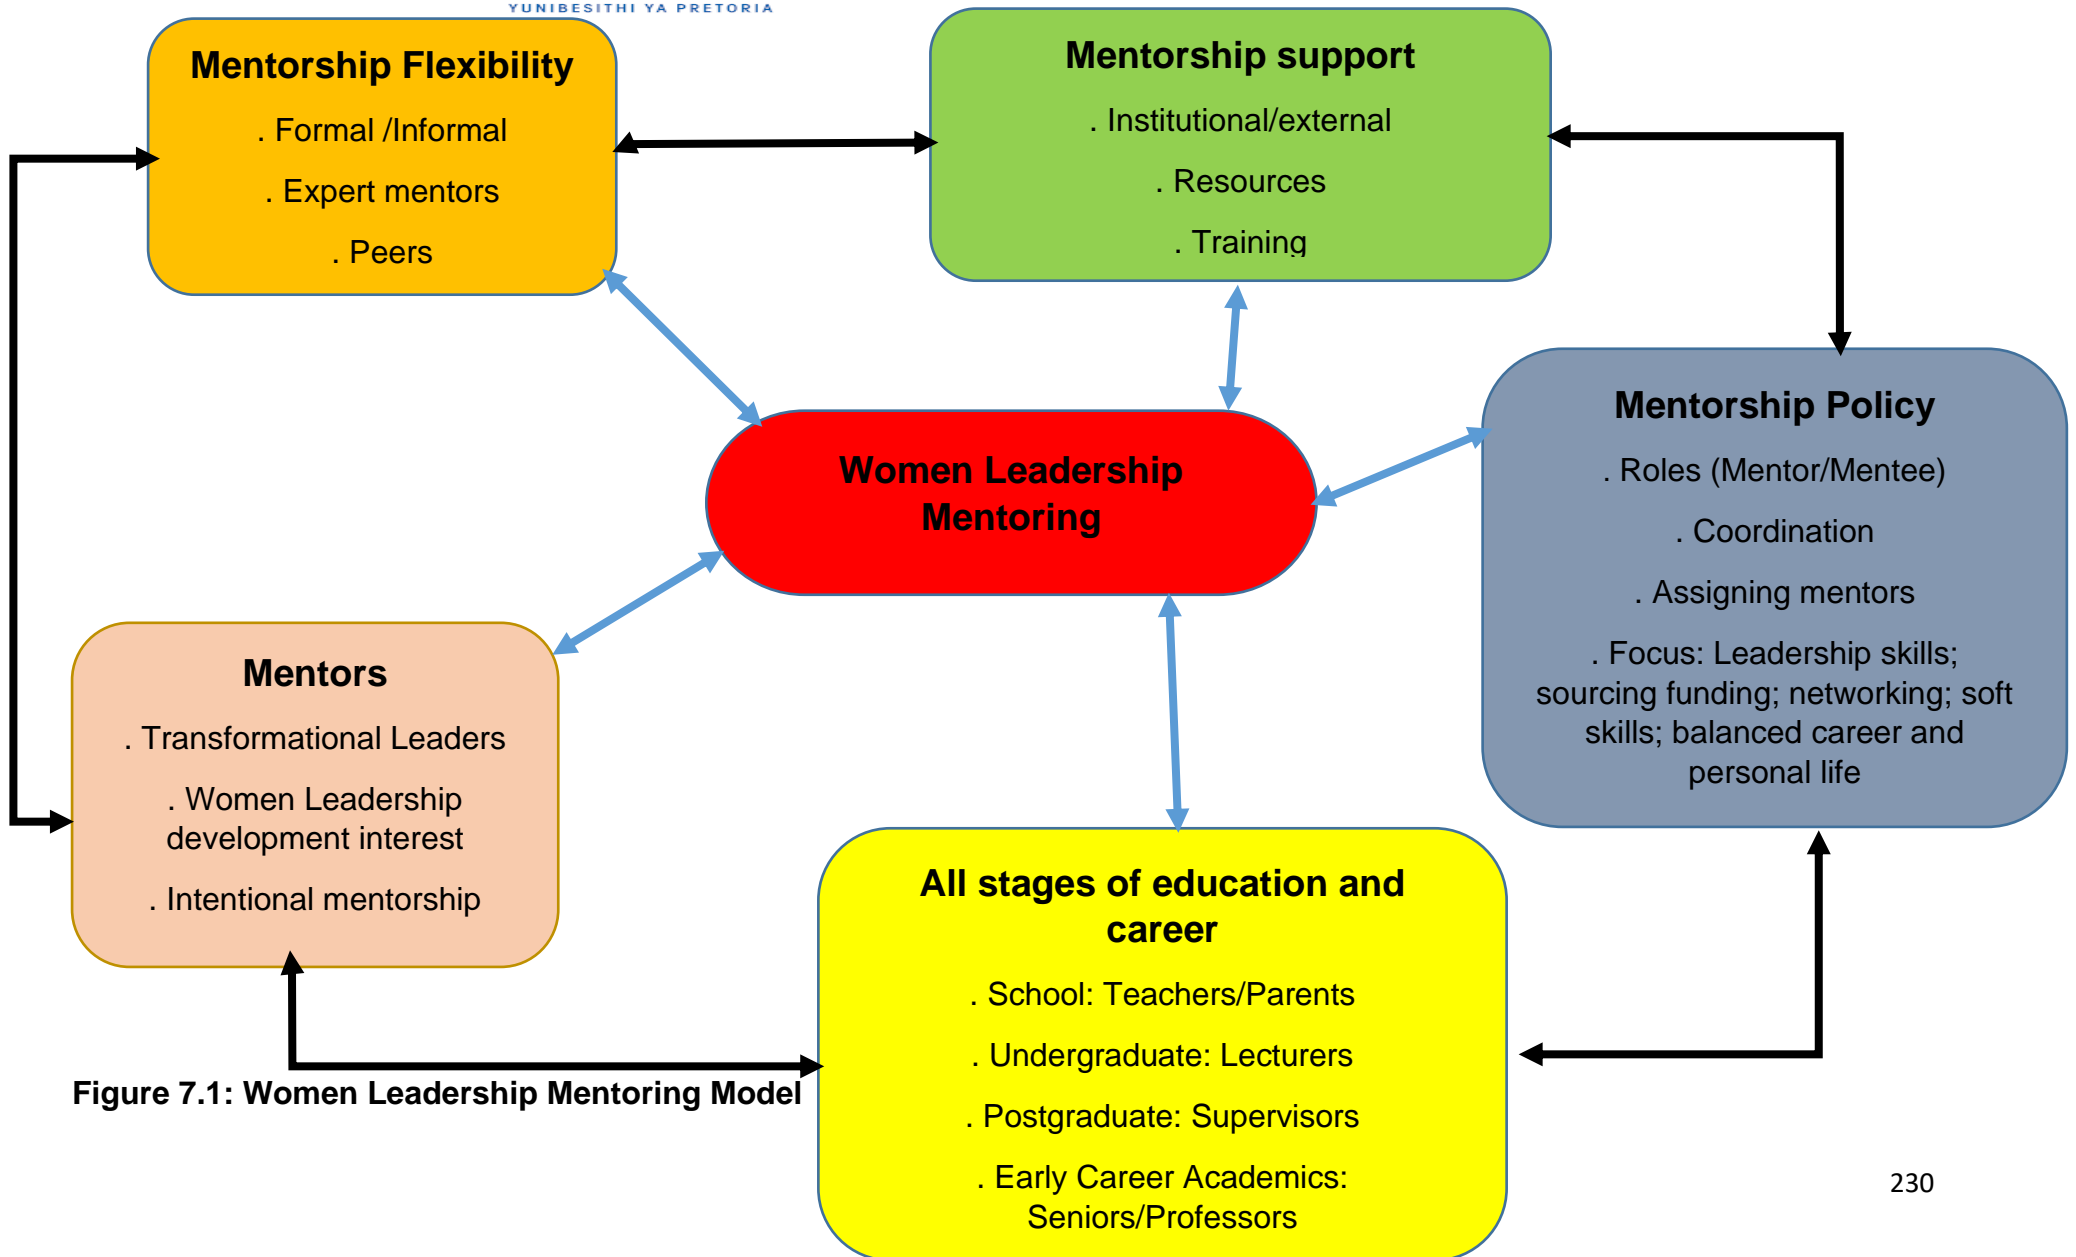 YUNIBESITHI YA PRETORIA
Mentorship Flexibility
. Formal /Informal
. Expert mentors
. Peers
Mentorship support
. Institutional/external
. Resources
. Training
Women Leadership
Mentoring
Mentorship Policy
. Roles (Mentor/Mentee)
. Coordination
. Assigning mentors
. Focus: Leadership skills;
sourcing funding; networking; soft
skills; balanced career and
personal life
Mentors
. Transformational Leaders
. Women Leadership
development interest
. Intentional mentorship
All stages of education and
career
. School: Teachers/Parents
. Undergraduate: Lecturers
. Postgraduate: Supervisors
. Early Career Academics:
Seniors/Professors
Figure 7.1: Women Leadership Mentoring Model
230